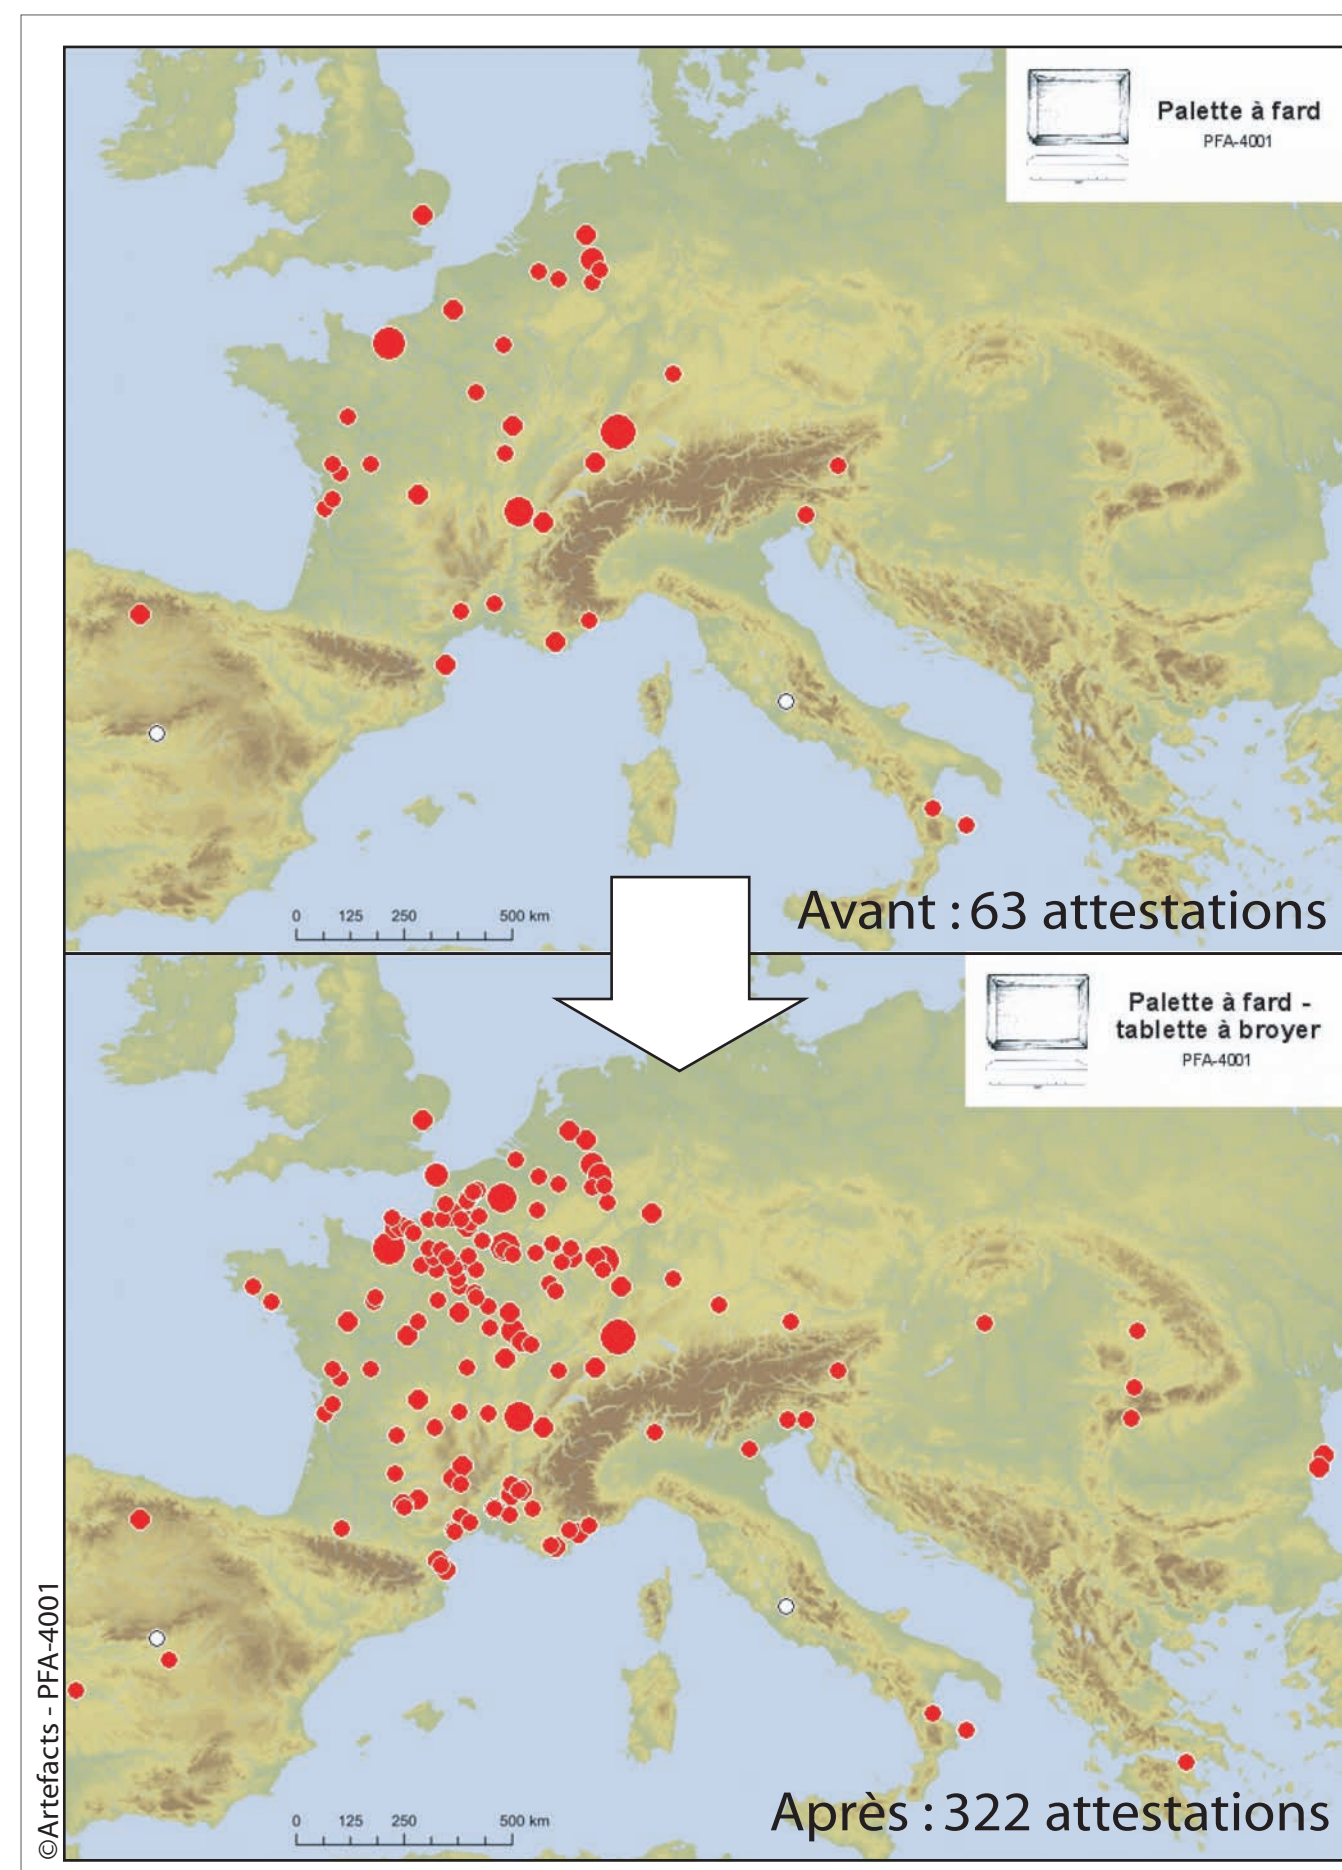 Palette à fard
PFA-4001
0 125 250 500 km
Avant : 63 attestations
Palette à fard -
tablette à broyer
PFA-4001
0 125 250 500 km
Après : 322 attestations
©Artefacts - PFA-4001